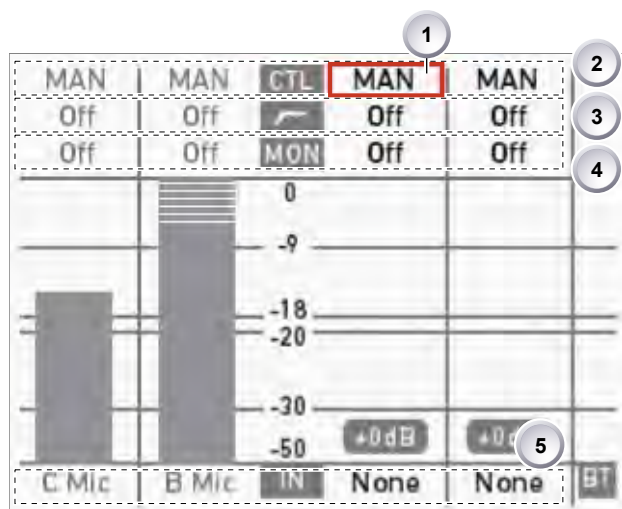 1
MAN MAN CTL MAN MAN 2
Off Off Off Off 3
Off Off MON Off Off 4
0
-9
-18
-20
-30
+0dB +0d 5
-50
C Mic B Mic IN None None BT